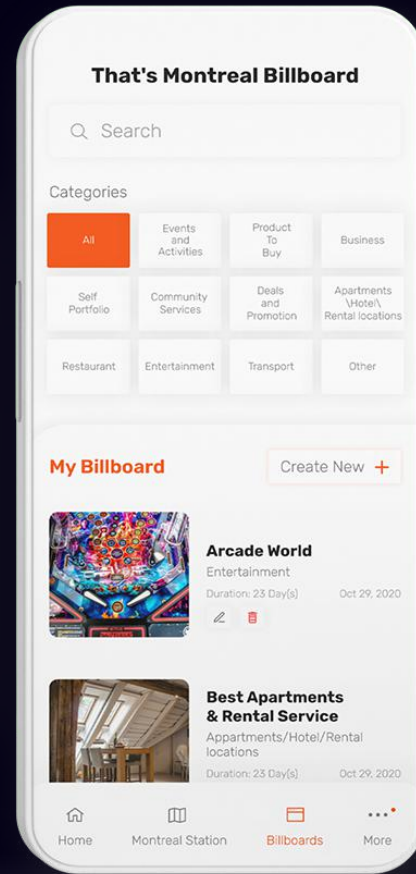 That's Montreal Billboard
Search
Categories
All
Events
and
Activities
Product
To
Buy
Business
Self
Portfolio
Community
Services
Deals
and
Promotion
Apartments
\Hotel\
Rental locations
Restaurant
Entertainment
Transport
Other
My Billboard
Create New +
Arcade World
Entertainment
Duration: 23 Day(s) Oct 29, 2020
Best Apartments
& Rental Service
Appartments/Hotel/Rental
locations
Duration: 23 Day(s) Oct 29, 2020
Home
Montreal Station
Billboards
More